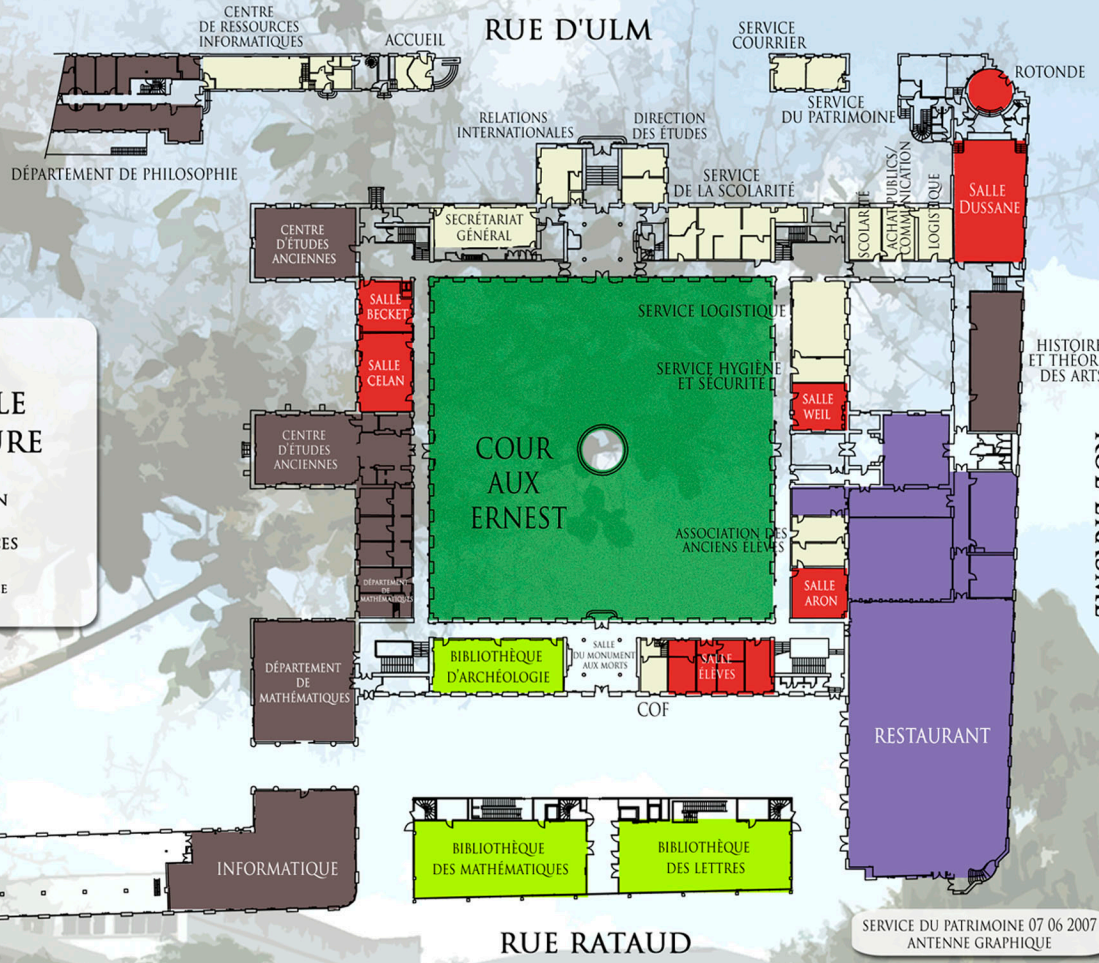 RUE D'ULM
CENTRE
DE RESSOURCES
INFORMATIQUES
ACCUEIL
SERVICE
COURRIER
ROTONDE
SERVICE
DU PATRIMOINE
RELATIONS
INTERNATIONALES
DIRECTION
DES ÉTUDES
DÉPARTEMENT DE PHILOSOPHIE
SERVICE
DE LA SCOLARITÉ
SCOLARITÉ
ACHAT PUBLICS/
COMMUNICATION
LOGISTIQUE
SALLE
DUSSANE
SECRÉTARIAT
GÉNÉRAL
CENTRE
D'ÉTUDES
ANCIENNES
SALLE
BECKET
SALLE
CELAN
SERVICE LOGISTIQUE
SERVICE HYGIÈNE
ET SÉCURITÉ
SALLE
WEIL
HISTOIRE
ET THÉOR
DES ARTS
CENTRE
D'ÉTUDES
ANCIENNES
COUR
AUX
ERNEST
ASSOCIATION DES
ANCIENS ÉLÈVES
SALLE
ARON
DÉPARTEMENT
DE
MATHÉMATIQUES
DÉPARTEMENT
DE
MATHÉMATIQUES
BIBLIOTHÈQUE
D'ARCHÉOLOGIE
SALLE
DU MONUMENT
AUX MORTS
SALLE
ÉLÈVES
COF
RESTAURANT
INFORMATIQUE
BIBLIOTHÈQUE
DES MATHÉMATIQUES
BIBLIOTHÈQUE
DES LETTRES
RUE RATAUD
SERVICE DU PATRIMOINE 07 06 2007
ANTENNE GRAPHIQUE